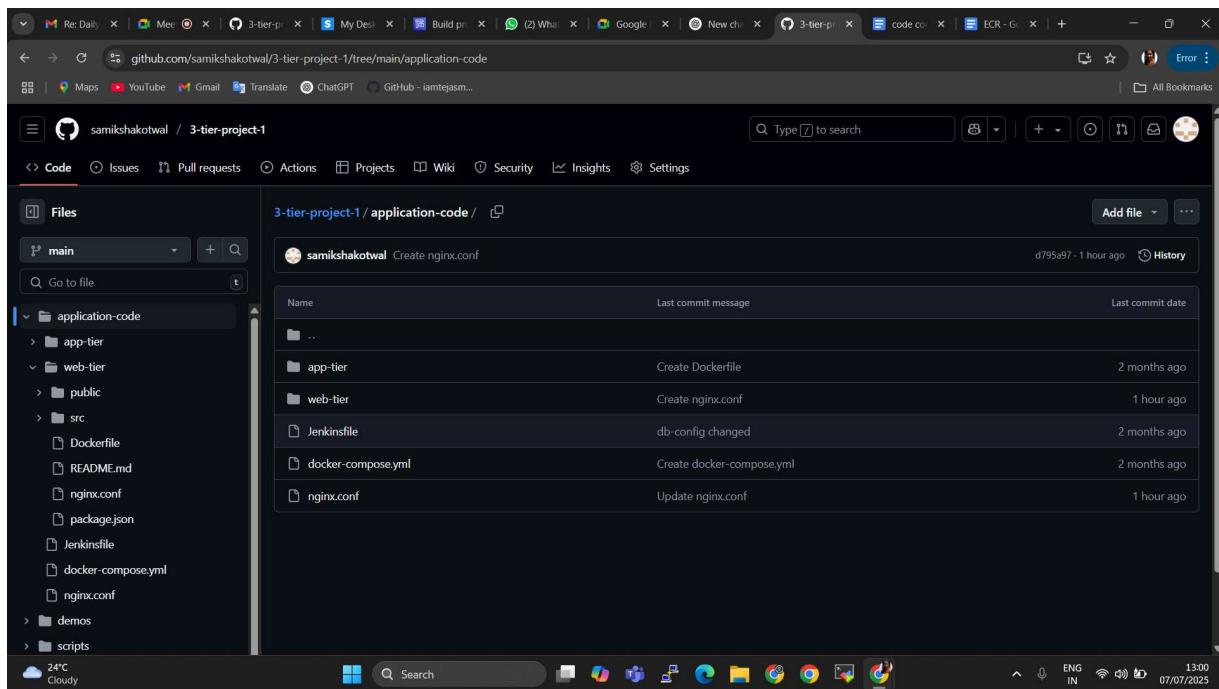 Re: Daily
Mee
3-tier-pr
My Desk
Build pr
(2) What
Google
New cha
3-tier-pr
code co
ECR - Go
github.com/samikshakotwal/3-tier-project-1/tree/main/application-code
Error
Maps
YouTube
Gmail
Translate
ChatGPT
GitHub - iamtejasm...
All Bookmarks
samikshakotwal / 3-tier-project-1
Type / to search
Code
Issues
Pull requests
Actions
Projects
Wiki
Security
Insights
Settings
Files
3-tier-project-1 / application-code /
Add file
main
samikshakotwal Create nginx.conf
d795a97 · 1 hour ago
History
Go to file
t
Name
Last commit message
Last commit date
application-code
app-tier
web-tier
public
src
Dockerfile
README.md
nginx.conf
package.json
Jenkinsfile
docker-compose.yml
nginx.conf
demos
scripts
..
app-tier Create Dockerfile 2 months ago
web-tier Create nginx.conf 1 hour ago
Jenkinsfile db-config changed 2 months ago
docker-compose.yml Create docker-compose.yml 2 months ago
nginx.conf Update nginx.conf 1 hour ago
24°C
Cloudy
Search
ENG
IN
13:00
07/07/2025